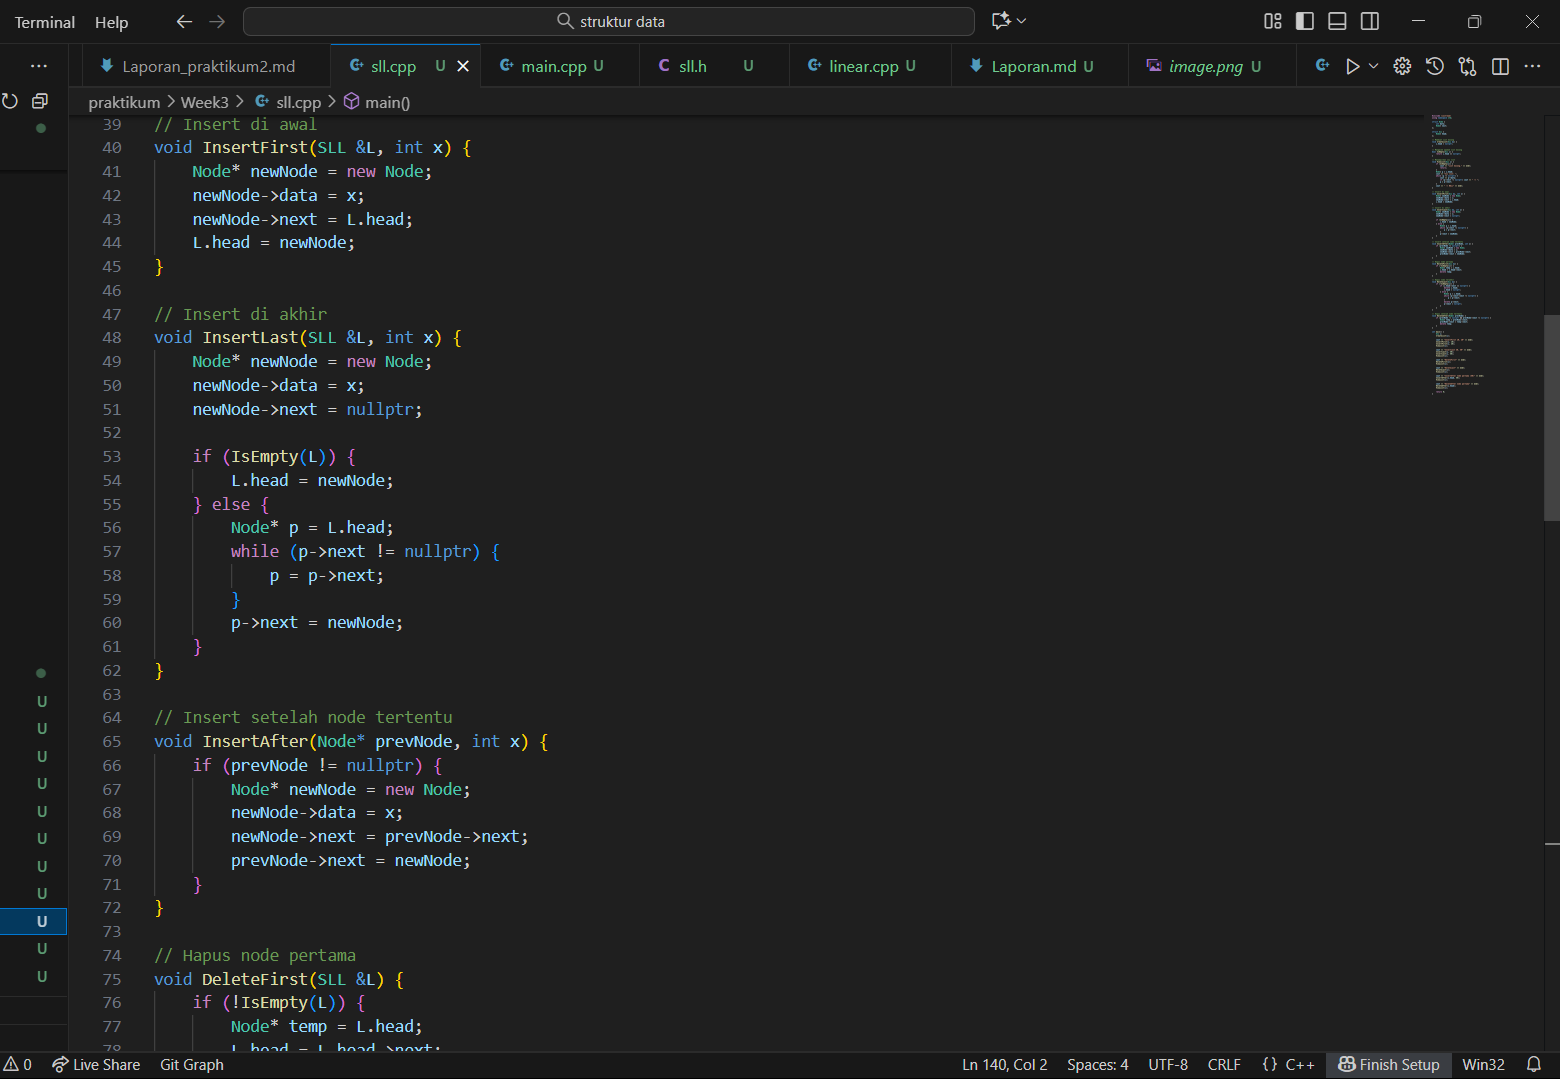 Terminal Help struktur data
Laporan_praktikum2.md sll.cpp U main.cpp U sll.h U linear.cpp U Laporan.md U image.png U
praktikum > Week3 > sll.cpp > main()
39 // Insert di awal
40 void InsertFirst(SLL &L, int x) {
41 Node* newNode = new Node;
42 newNode->data = x;
43 newNode->next = L.head;
44 L.head = newNode;
45 }
46
47 // Insert di akhir
48 void InsertLast(SLL &L, int x) {
49 Node* newNode = new Node;
50 newNode->data = x;
51 newNode->next = nullptr;
52
53 if (IsEmpty(L)) {
54 L.head = newNode;
55 } else {
56 Node* p = L.head;
57 while (p->next != nullptr) {
58 p = p->next;
59 }
60 p->next = newNode;
61 }
62 }
63
64 // Insert setelah node tertentu
65 void InsertAfter(Node* prevNode, int x) {
66 if (prevNode != nullptr) {
67 Node* newNode = new Node;
68 newNode->data = x;
69 newNode->next = prevNode->next;
70 prevNode->next = newNode;
71 }
72 }
73
74 // Hapus node pertama
75 void DeleteFirst(SLL &L) {
76 if (!IsEmpty(L)) {
77 Node* temp = L.head;
78 L.head = L.head->next;
U
U
U
U
U
U
U
U
U
U
U
0 Live Share Git Graph Ln 140, Col 2 Spaces: 4 UTF-8 CRLF {} C++ Finish Setup Win32